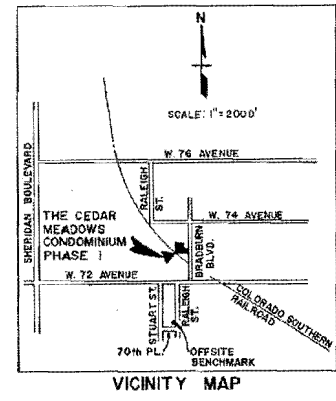 N
SCALE: 1"=2000'
W. 76 AVENUE
SHERIDAN BOULEVARD
RALEIGH ST.
W. 74 AVENUE
THE CEDAR
MEADOWS
CONDOMINIUM
PHASE I
BRADBURN BLVD.
W. 72 AVENUE
STUART ST.
RALEIGH ST.
COLORADO SOUTHERN
RAILROAD
70th PL.
OFFSITE
BENCHMARK
VICINITY MAP